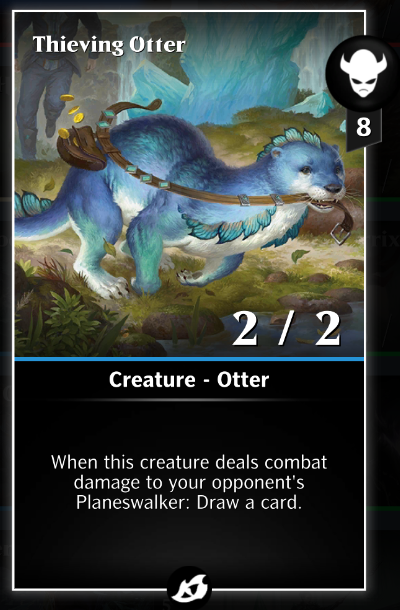 Thieving Otter
8
2 / 2
Creature - Otter
When this creature deals combat
damage to your opponent's
Planeswalker: Draw a card.